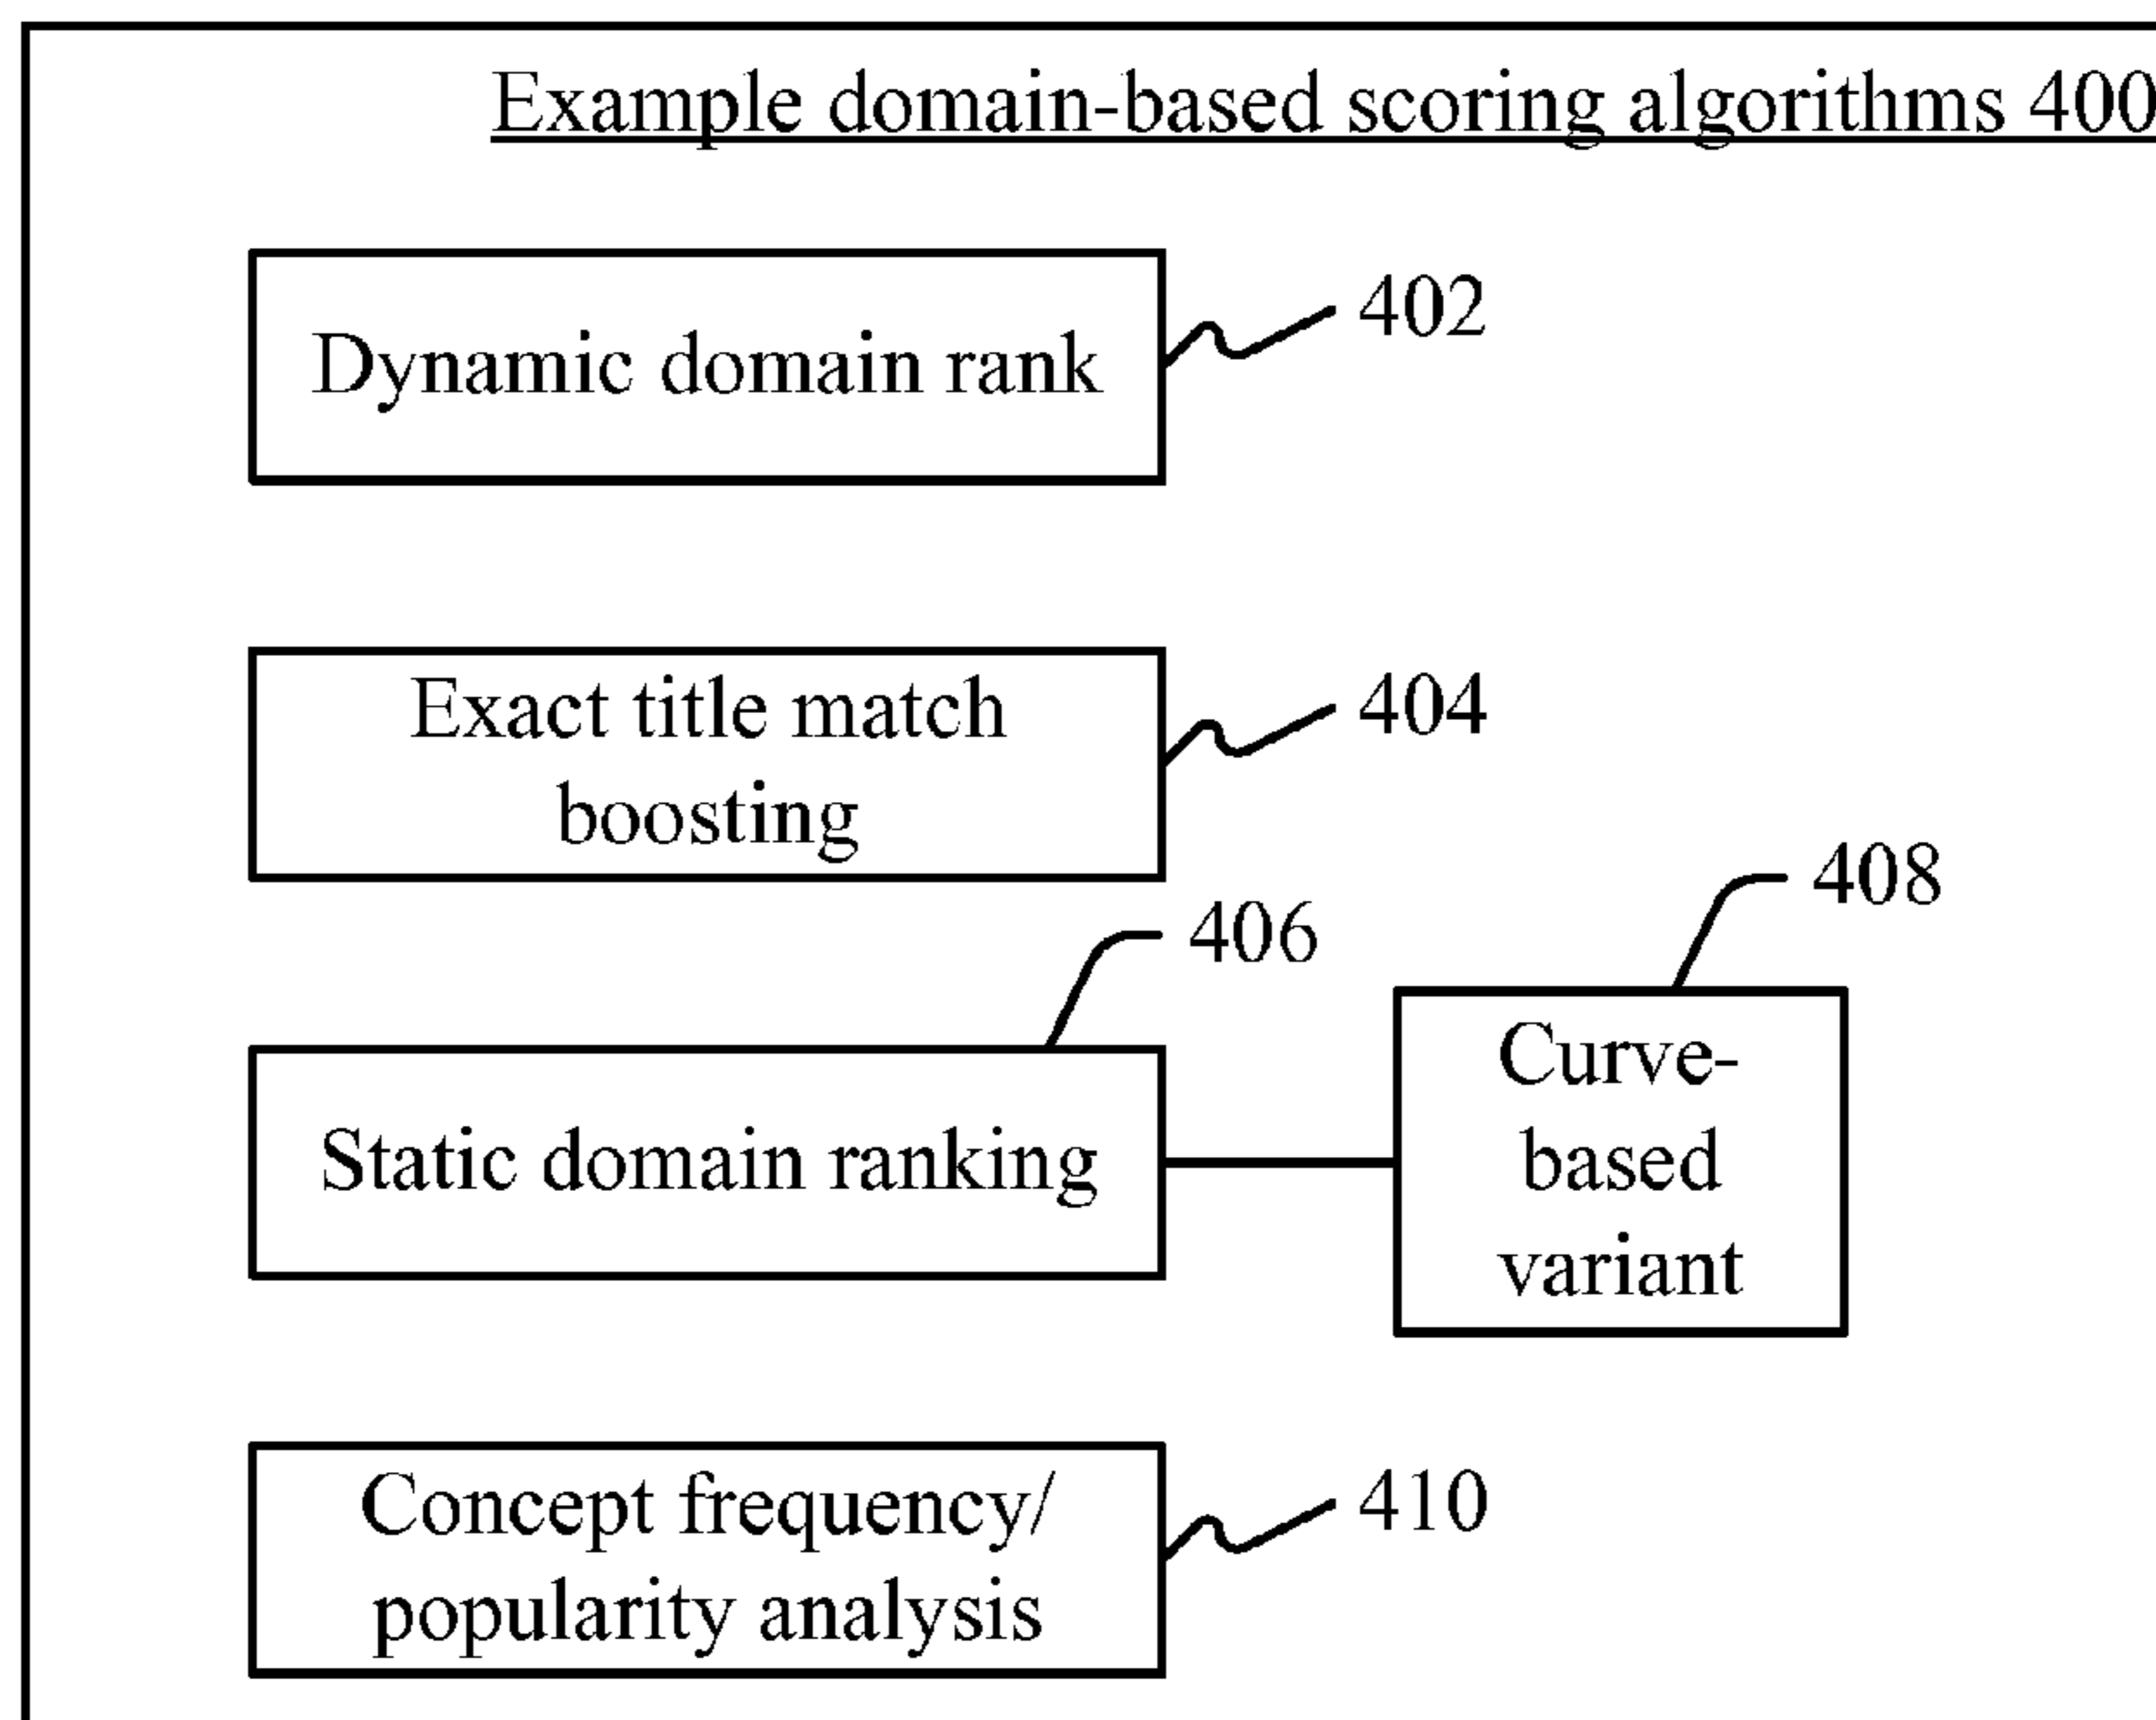 Example domain-based scoring algorithms 400
Dynamic domain rank
402
Exact title match
boosting
404
406
408
Static domain ranking
Curve-
based
variant
Concept frequency/
popularity analysis
410